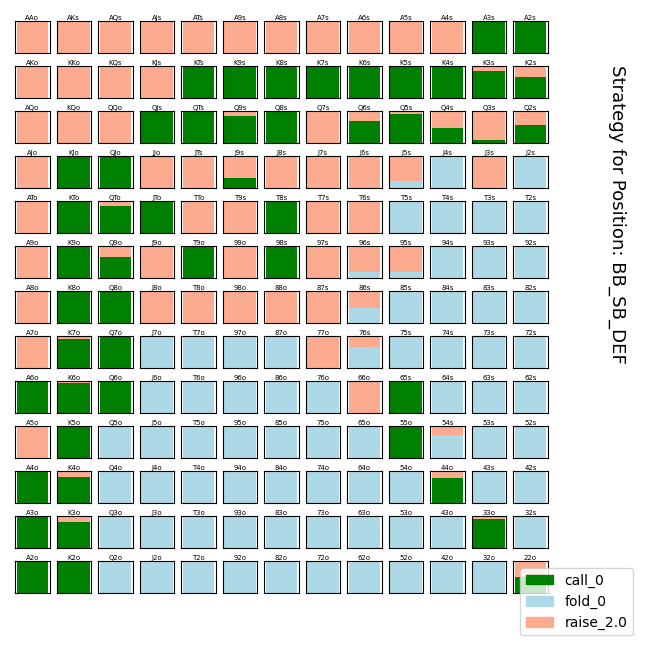 AAo AKs AQs AJs ATs A9s A8s A7s A6s A5s A4s A3s A2s
AKo KKo KQs KJs KTs K9s K8s K7s K6s K5s K4s K3s K2s
AQo KQo QQo QJs QTs Q9s Q8s Q7s Q6s Q5s Q4s Q3s Q2s
AJo KJo QJo JJo JTs J9s J8s J7s J6s J5s J4s J3s J2s
ATo KTo QTo JTo TTo T9s T8s T7s T6s T5s T4s T3s T2s
A9o K9o Q9o J9o T9o 99o 98s 97s 96s 95s 94s 93s 92s
A8o K8o Q8o J8o T8o 98o 88o 87s 86s 85s 84s 83s 82s
A7o K7o Q7o J7o T7o 97o 87o 77o 76s 75s 74s 73s 72s
A6o K6o Q6o J6o T6o 96o 86o 76o 66o 65s 64s 63s 62s
A5o K5o Q5o J5o T5o 95o 85o 75o 65o 55o 54s 53s 52s
A4o K4o Q4o J4o T4o 94o 84o 74o 64o 54o 44o 43s 42s
A3o K3o Q3o J3o T3o 93o 83o 73o 63o 53o 43o 33o 32s
A2o K2o Q2o J2o T2o 92o 82o 72o 62o 52o 42o 32o 22o
Strategy for Position: BB_SB_DEF
call_0
fold_0
raise_2.0